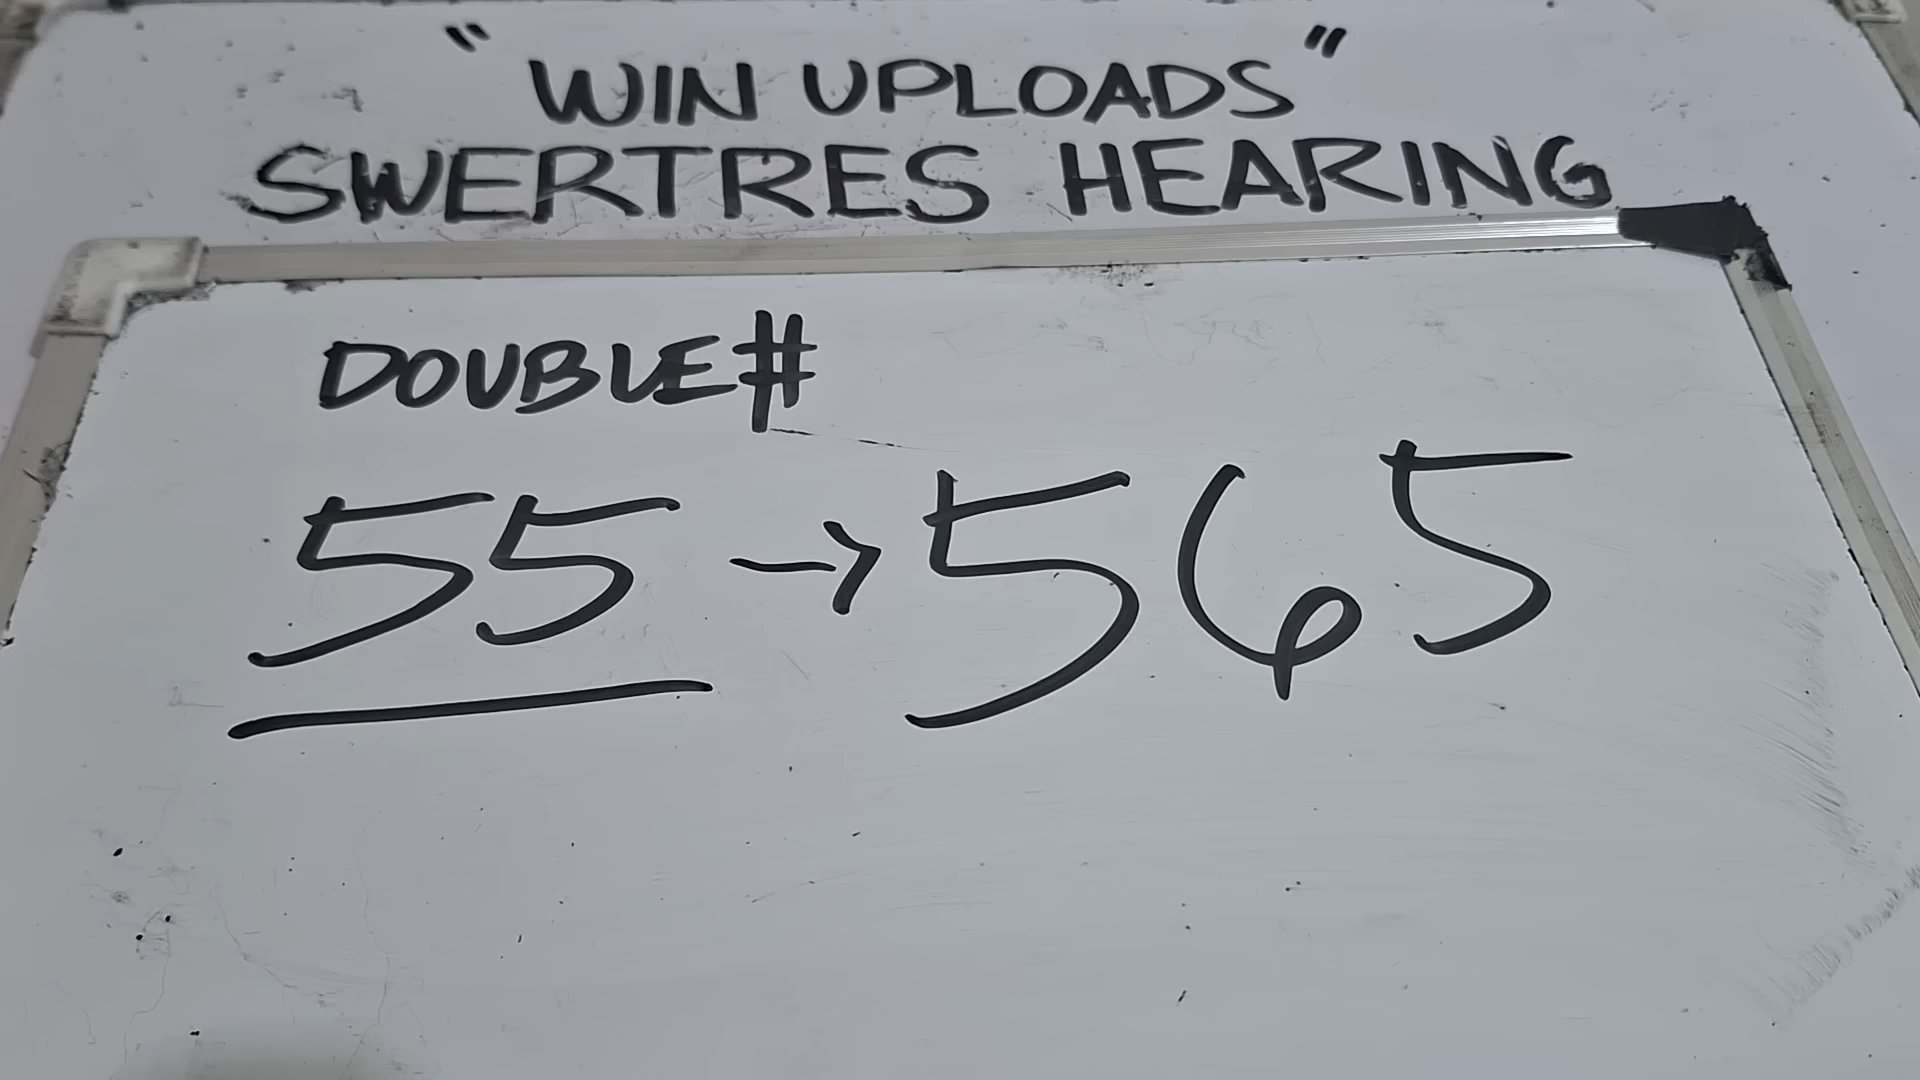 "WIN UPLOADS"
SWERTRES HEARING
DOUBLE#
55 → 565